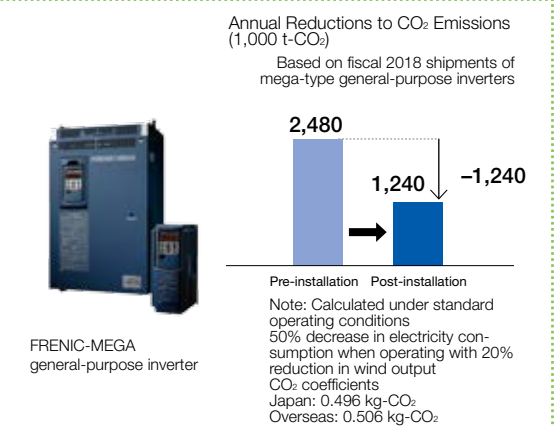 Annual Reductions to CO₂ Emissions
(1,000 t-CO₂)
Based on fiscal 2018 shipments of
mega-type general-purpose inverters
2,480
1,240
–1,240
Pre-installation Post-installation
FRENIC-MEGA
general-purpose inverter
Note: Calculated under standard
operating conditions
50% decrease in electricity con-
sumption when operating with 20%
reduction in wind output
CO₂ coefficients
Japan: 0.496 kg-CO₂
Overseas: 0.506 kg-CO₂